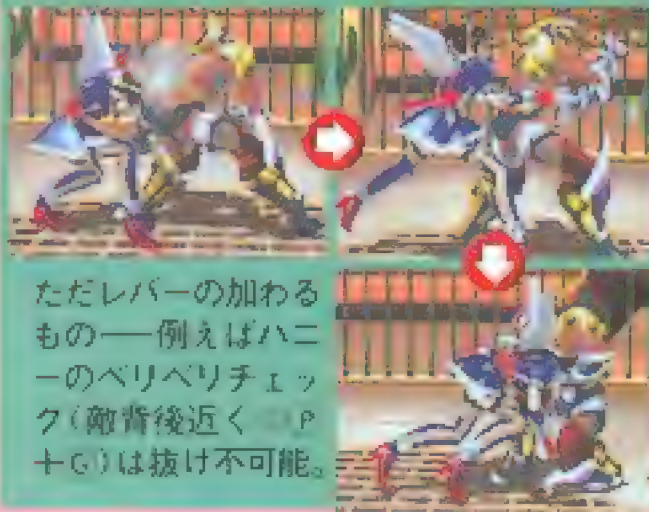 ただレバーの加わる
もの──例えばハニ
ーのベリベリチェッ
ク（敵背後近く P
＋G）は抜け不可能。